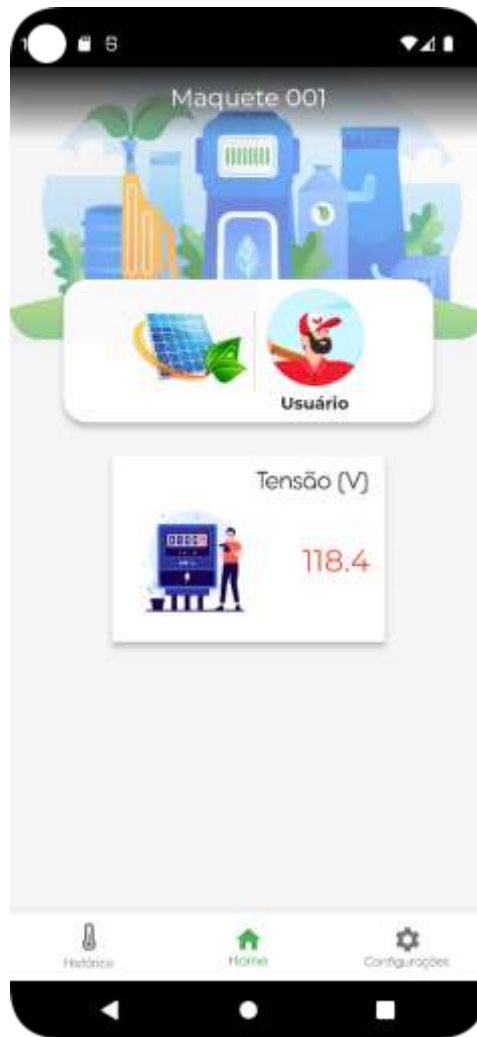 Maquete 001
Usuário
Tensão (V)
118.4
Histórico
Home
Configurações